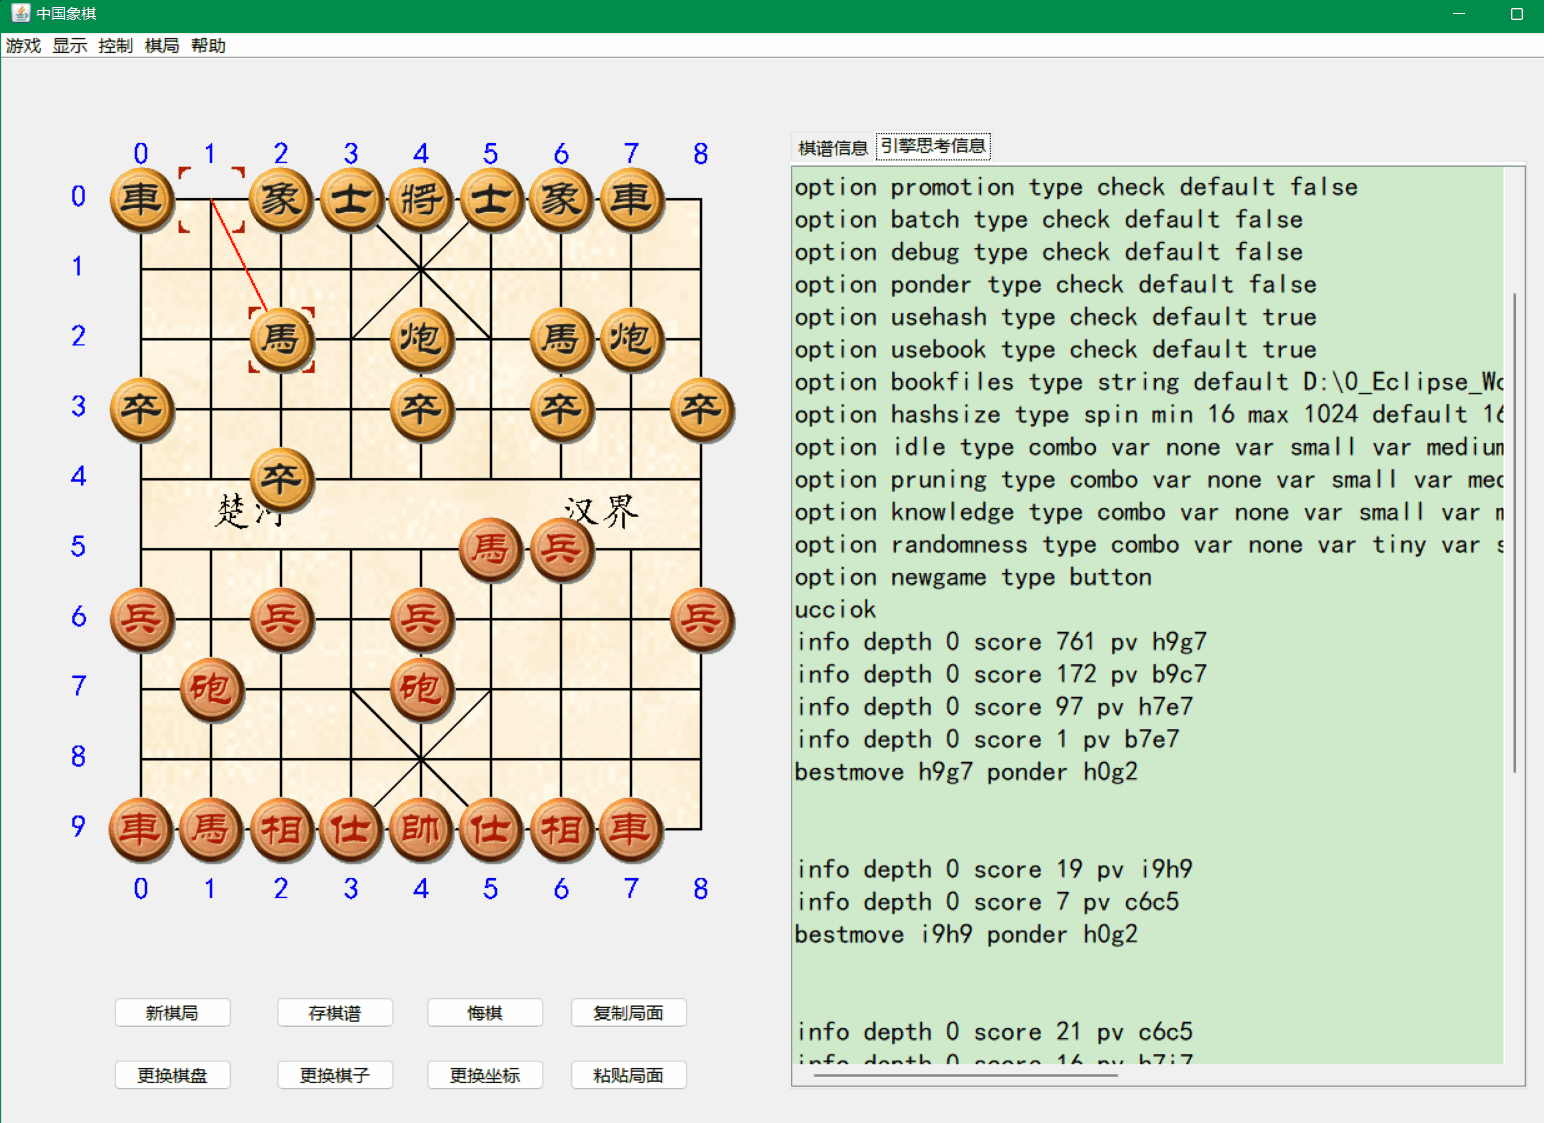 中国象棋
游戏 显示 控制 棋局 帮助
0 1 2 3 4 5 6 7 8
0 車 象 士 將 士 象 車
1
2 馬 炮 馬 炮
3 卒 卒 卒 卒
4 卒
楚河 汉界
5 馬 兵
6 兵 兵 兵 兵
7 砲 砲
8
9 車 馬 相 仕 帥 仕 相 車
0 1 2 3 4 5 6 7 8
新棋局 存棋谱 悔棋 复制局面
更换棋盘 更换棋子 更换坐标 粘贴局面
棋谱信息 引擎思考信息
option promotion type check default false
option batch type check default false
option debug type check default false
option ponder type check default false
option usehash type check default true
option usebook type check default true
option bookfiles type string default D:\0_Eclipse_Wo
option hashsize type spin min 16 max 1024 default 16
option idle type combo var none var small var medium
option pruning type combo var none var small var med
option knowledge type combo var none var small var m
option randomness type combo var none var tiny var s
option newgame type button
ucciok
info depth 0 score 761 pv h9g7
info depth 0 score 172 pv b9c7
info depth 0 score 97 pv h7e7
info depth 0 score 1 pv b7e7
bestmove h9g7 ponder h0g2
info depth 0 score 19 pv i9h9
info depth 0 score 7 pv c6c5
bestmove i9h9 ponder h0g2
info depth 0 score 21 pv c6c5
info depth 0 score 16 pv h7i7